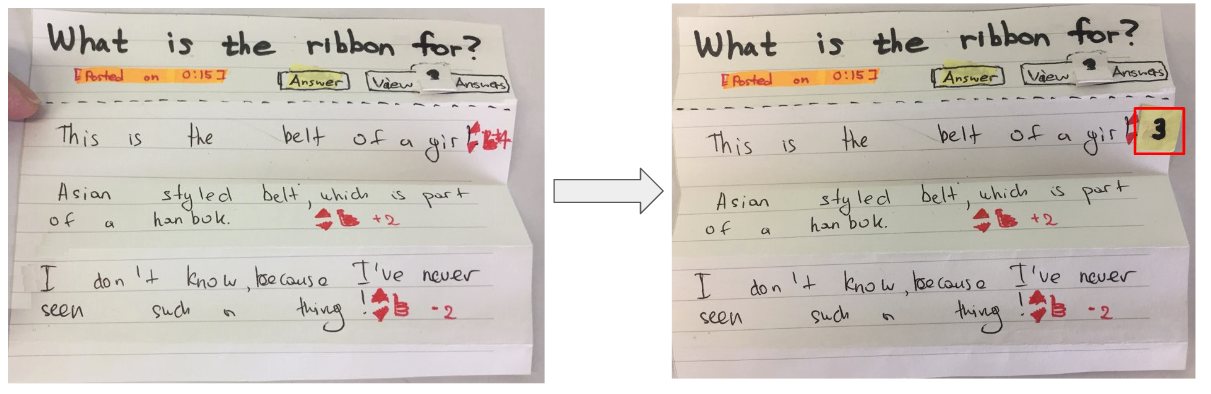 What is the ribbon for?
[Posted on 0:15]
Answer
View ? Answers
This is the belt of a girl +4
Asian styled belt, which is part
of a hanbok. +2
I don't know, because I've never
seen such a thing! -2
What is the ribbon for?
[Posted on 0:15]
Answer
View ? Answers
This is the belt of a girl 3
Asian styled belt, which is part
of a hanbok. +2
I don't know, because I've never
seen such a thing! -2